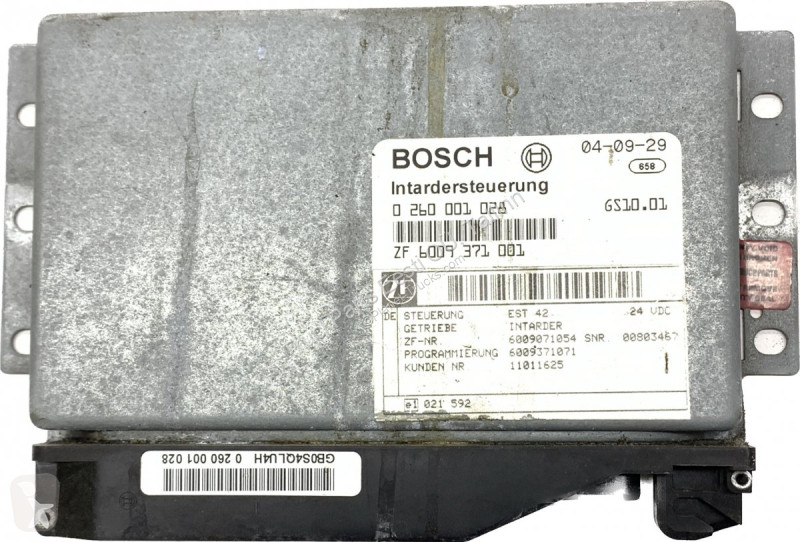 BOSCH
04-09-29
658
Intardersteuerung
0 260 001 028 GS10.01
ZF 6009 371 001
ZF
DE STEUERUNG EST 42 24 VDC
GETRIEBE INTARDER
ZF-NR. 6009071054 SNR. 00803467
PROGRAMMIERUNG 6009371071
KUNDEN NR 11011625
e1 021 592
GB0S4QLU4H 0 260 001 028